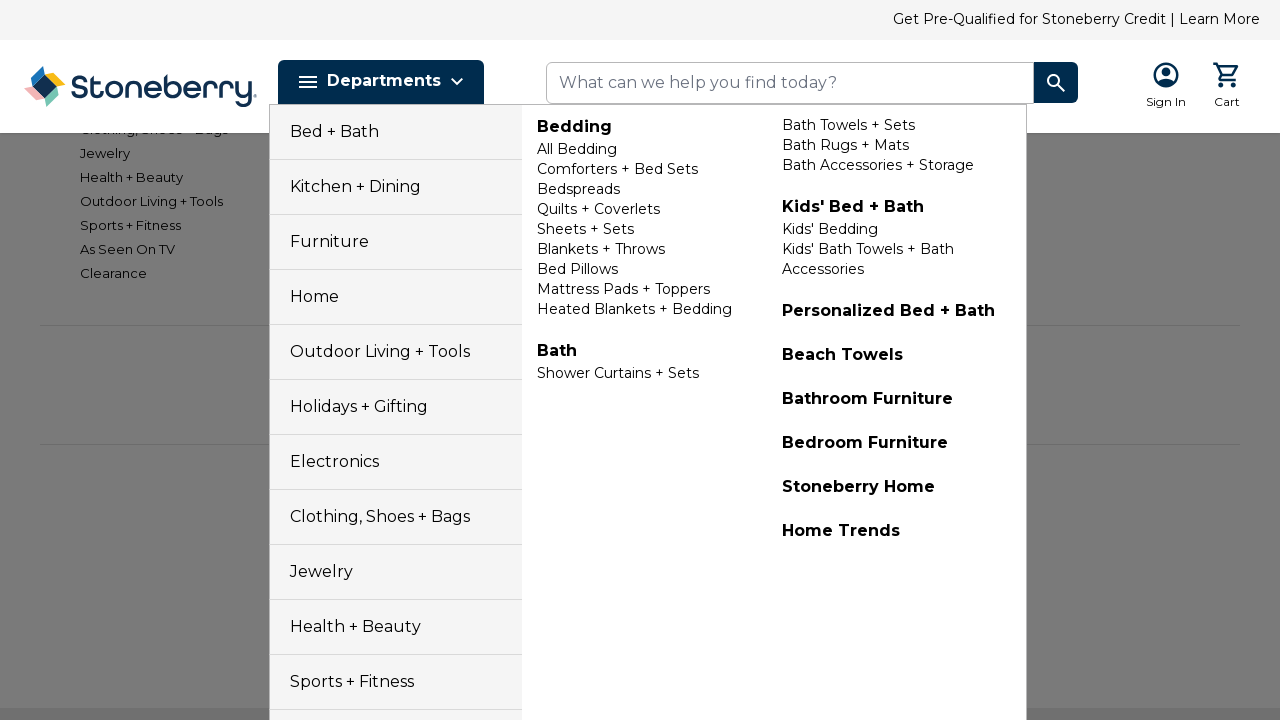 Get Pre-Qualified for Stoneberry Credit | Learn More
Stoneberry
Departments
What can we help you find today?
Sign In
Cart
Clothing, Shoes + Bags
Jewelry
Health + Beauty
Outdoor Living + Tools
Sports + Fitness
As Seen On TV
Clearance
Bed + Bath
Kitchen + Dining
Furniture
Home
Outdoor Living + Tools
Holidays + Gifting
Electronics
Clothing, Shoes + Bags
Jewelry
Health + Beauty
Sports + Fitness
Bedding
All Bedding
Comforters + Bed Sets
Bedspreads
Quilts + Coverlets
Sheets + Sets
Blankets + Throws
Bed Pillows
Mattress Pads + Toppers
Heated Blankets + Bedding
Bath
Shower Curtains + Sets
Bath Towels + Sets
Bath Rugs + Mats
Bath Accessories + Storage
Kids' Bed + Bath
Kids' Bedding
Kids' Bath Towels + Bath
Accessories
Personalized Bed + Bath
Beach Towels
Bathroom Furniture
Bedroom Furniture
Stoneberry Home
Home Trends